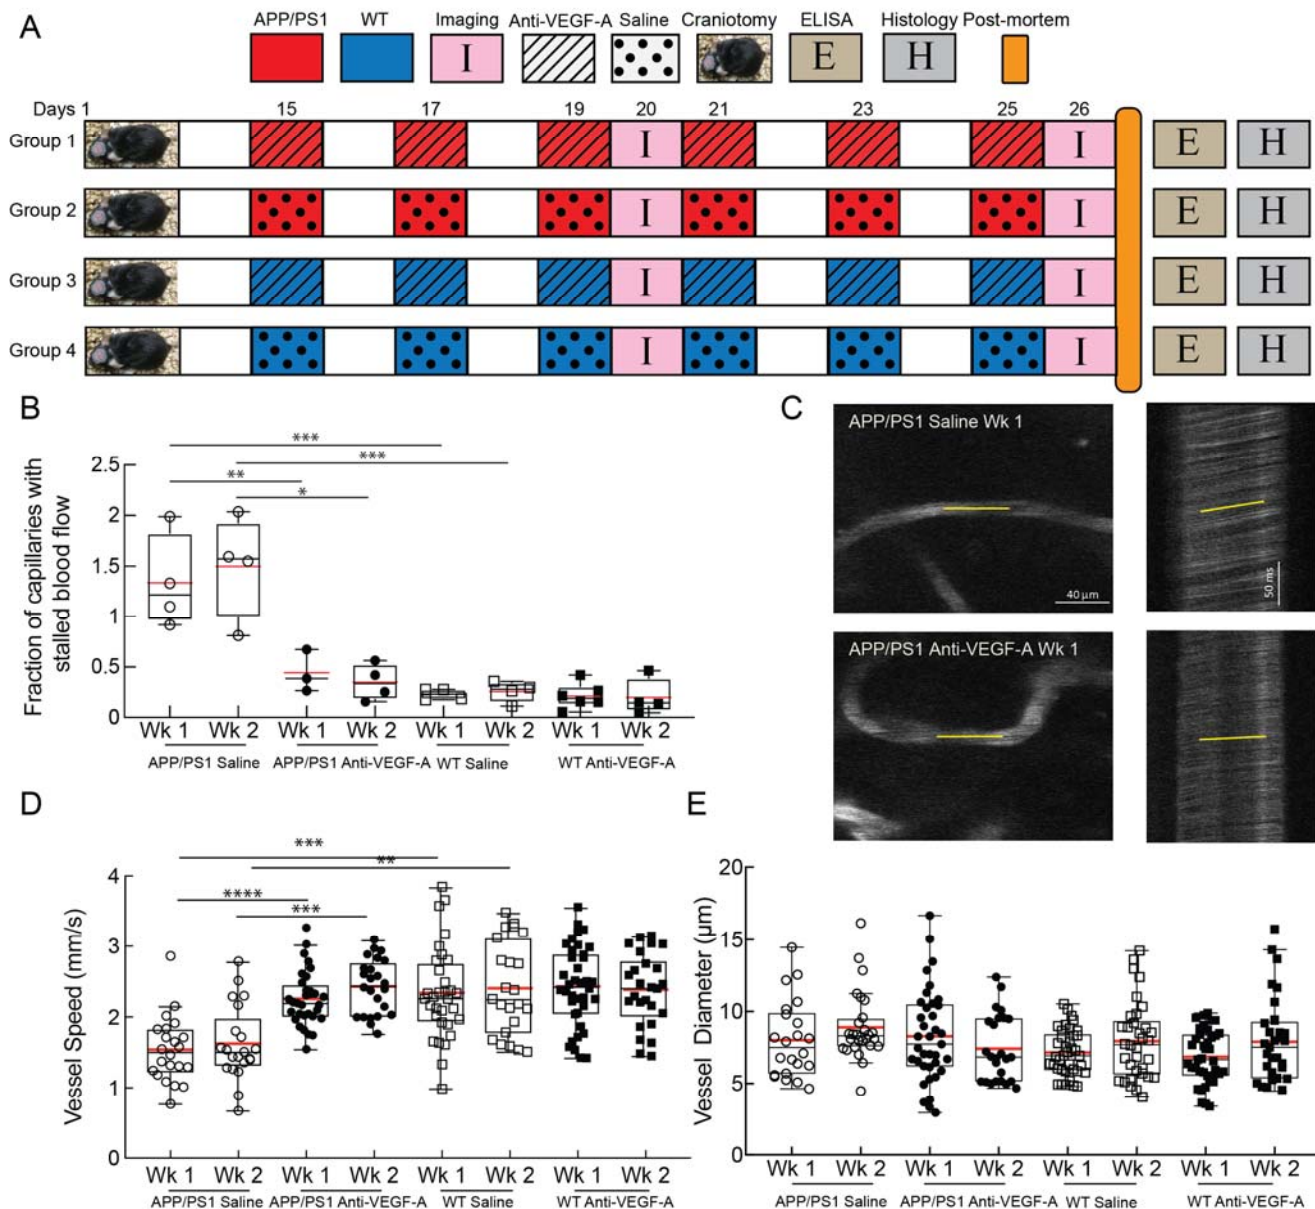 A
APP/PS1 WT Imaging Anti-VEGF-A Saline Craniotomy ELISA Histology Post-mortem
I E H
Days 1 15 17 19 20 21 23 25 26
Group 1 I I E H
Group 2 I I E H
Group 3 I I E H
Group 4 I I E H
B
Fraction of capillaries with
stalled blood flow
***
***
**
*
2.5
2
1.5
1
0.5
0
Wk 1 Wk 2 Wk 1 Wk 2 Wk 1 Wk 2 Wk 1 Wk 2
APP/PS1 Saline APP/PS1 Anti-VEGF-A WT Saline WT Anti-VEGF-A
C
APP/PS1 Saline Wk 1
40 µm
50 ms
APP/PS1 Anti-VEGF-A Wk 1
D
Vessel Speed (mm/s)
***
**
****
***
4
3
2
1
0
Wk 1 Wk 2 Wk 1 Wk 2 Wk 1 Wk 2 Wk 1 Wk 2
APP/PS1 Saline APP/PS1 Anti-VEGF-A WT Saline WT Anti-VEGF-A
E
Vessel Diameter (µm)
20
15
10
5
0
Wk 1 Wk 2 Wk 1 Wk 2 Wk 1 Wk 2 Wk 1 Wk 2
APP/PS1 Saline APP/PS1 Anti-VEGF-A WT Saline WT Anti-VEGF-A